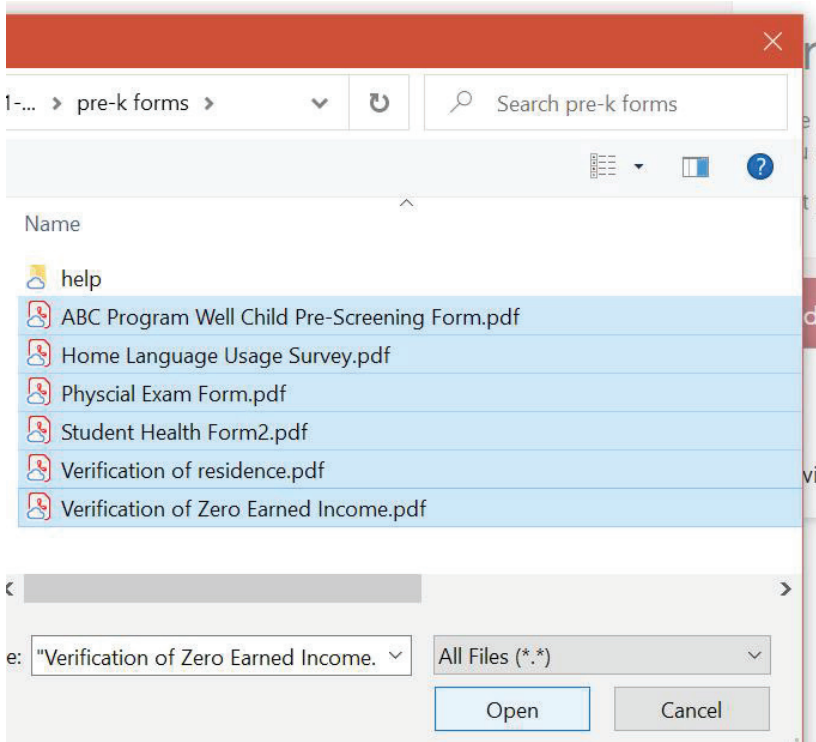 1-... > pre-k forms >
Search pre-k forms
?
Name
help
ABC Program Well Child Pre-Screening Form.pdf
Home Language Usage Survey.pdf
Physcial Exam Form.pdf
Student Health Form2.pdf
Verification of residence.pdf
Verification of Zero Earned Income.pdf
e: "Verification of Zero Earned Income.
All Files (*.*)
Open
Cancel